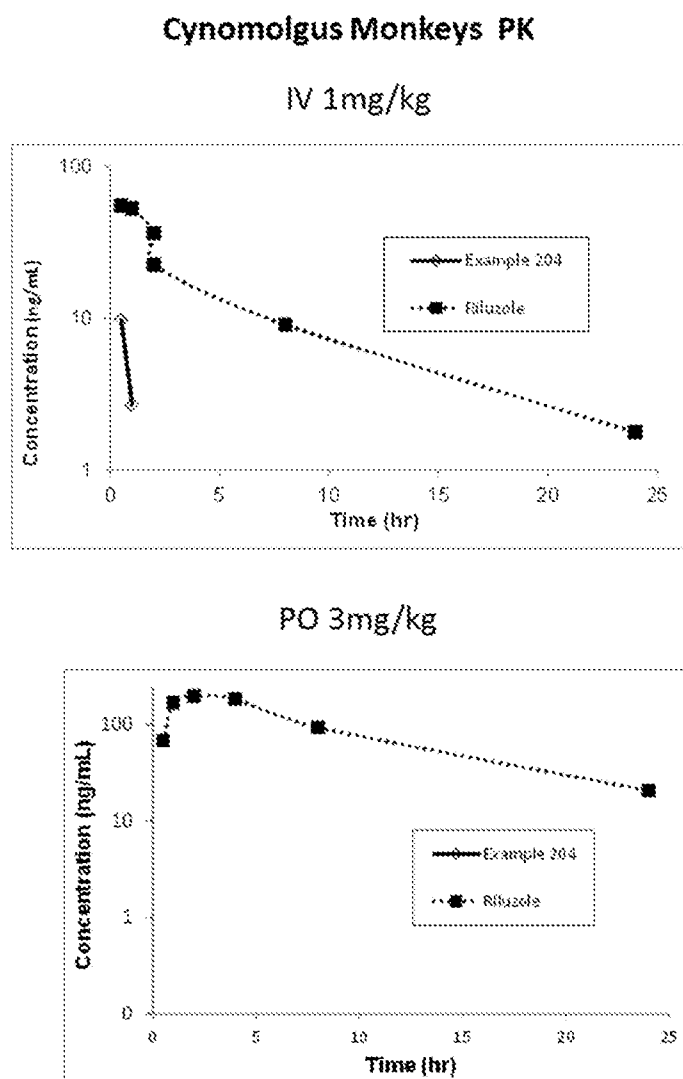 Cynomolgus Monkeys PK
IV 1mg/kg
100
10
1
Concentration (ng/mL)
Example 204
Riluzole
0
5
10
15
20
25
Time (hr)
PO 3mg/kg
100
10
1
0
Concentration (ng/mL)
Example 204
Riluzole
0
5
10
15
20
25
Time (hr)